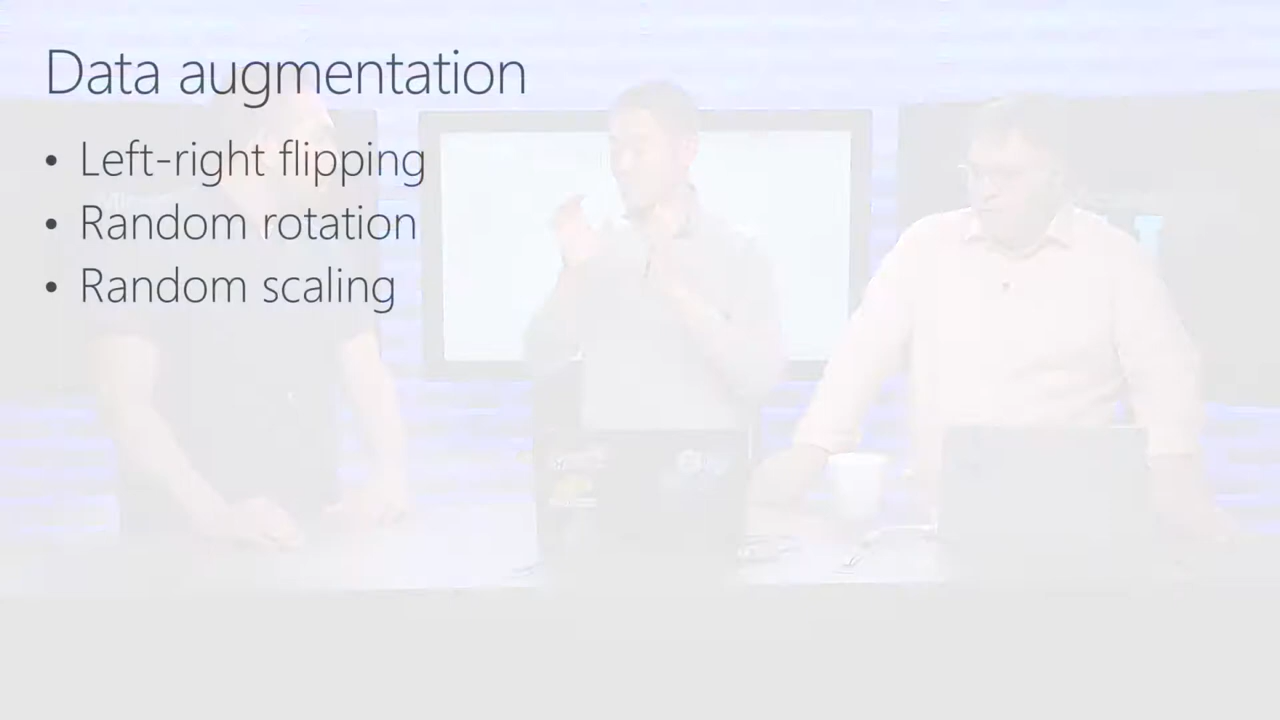 Data augmentation
• Left-right flipping
• Random rotation
• Random scaling